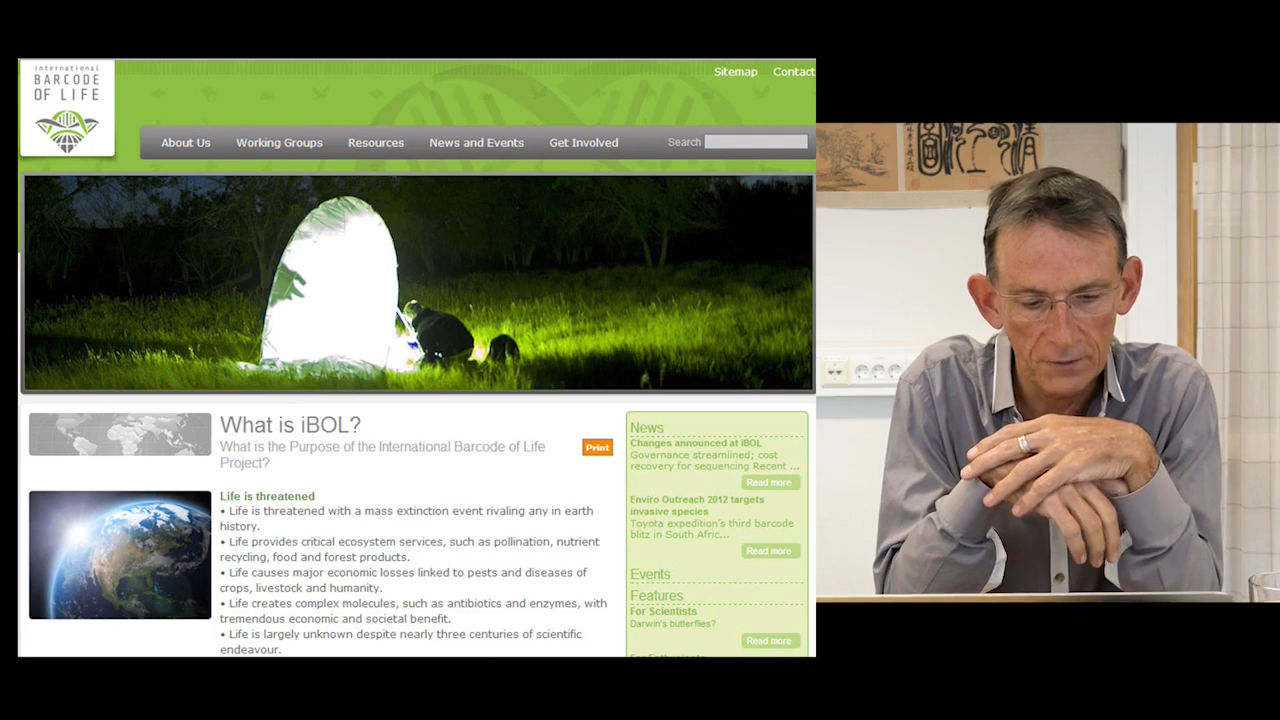 international
BARCODE
OF LIFE
Sitemap Contact
About Us Working Groups Resources News and Events Get Involved Search
What is iBOL?
What is the Purpose of the International Barcode of Life
Project?
Print
Life is threatened
• Life is threatened with a mass extinction event rivaling any in earth
history.
• Life provides critical ecosystem services, such as pollination, nutrient
recycling, food and forest products.
• Life causes major economic losses linked to pests and diseases of
crops, livestock and humanity.
• Life creates complex molecules, such as antibiotics and enzymes, with
tremendous economic and societal benefit.
• Life is largely unknown despite nearly three centuries of scientific
endeavour.
News
Changes announced at iBOL
Governance streamlined; cost
recovery for sequencing Recent ...
Read more
Enviro Outreach 2012 targets
invasive species
Toyota expedition's third barcode
blitz in South Afric...
Read more
Events
Features
For Scientists
Darwin's butterflies?
Read more